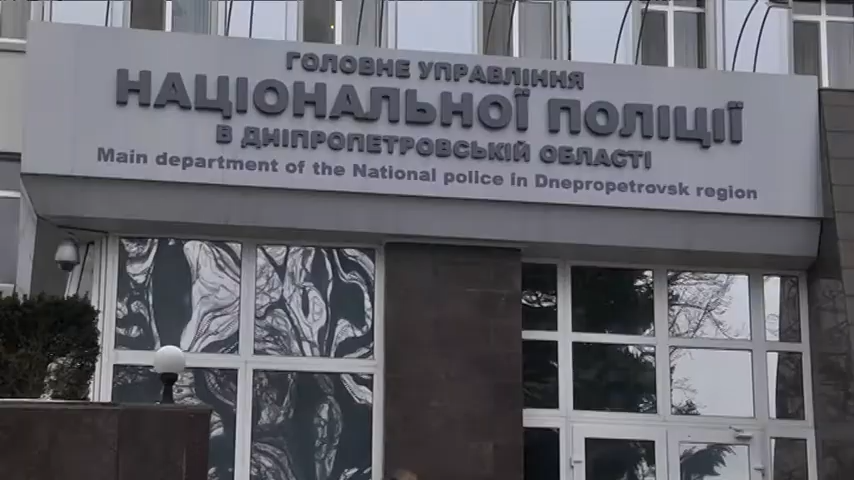 ГОЛОВНЕ УПРАВЛІННЯ
НАЦІОНАЛЬНОЇ ПОЛІЦІЇ
В ДНІПРОПЕТРОВСЬКІЙ ОБЛАСТІ
Main department of the National police in Dnepropetrovsk region